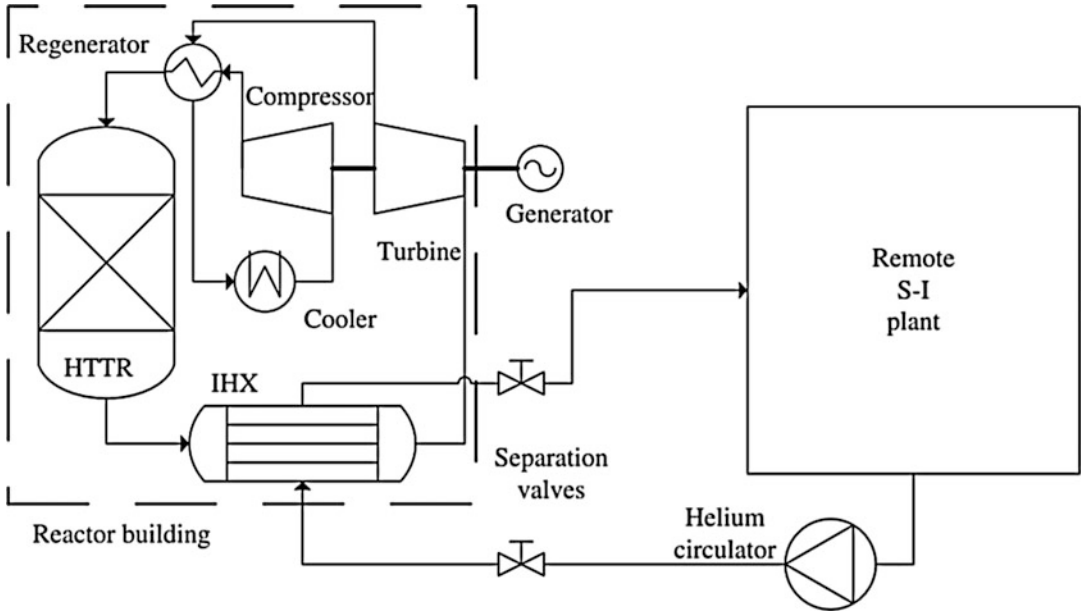 Regenerator
Compressor
Generator
Turbine
Remote
S-I
plant
Cooler
HTTR
IHX
Separation
valves
Helium
circulator
Reactor building